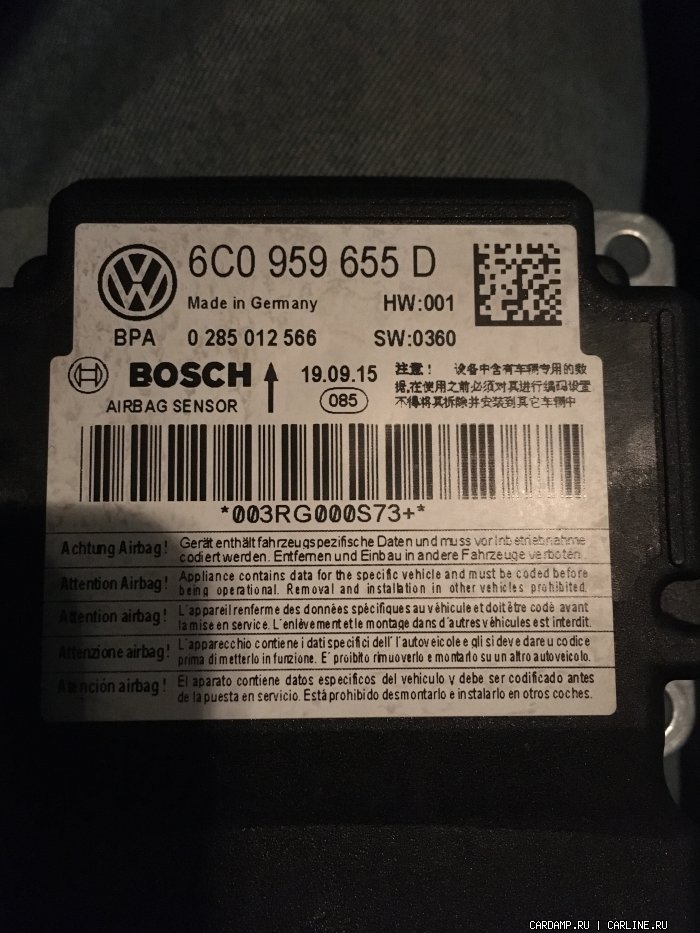 6C0 959 655 D
Made in Germany HW:001
BPA 0 285 012 566 SW:0360
BOSCH 19.09.15
AIRBAG SENSOR 085
注意！ 设备中含有车辆专用的数
据,在使用之前必须对其进行编码设置
不得将其拆除并安装到其它车辆中
*003RG000S73+*
Achtung Airbag! Gerät enthält fahrzeugspezifische Daten und muss vor Inbetriebnahme
codiert werden. Entfernen und Einbau in andere Fahrzeuge verboten.
Attention Airbag! Appliance contains data for the specific vehicle and must be coded before
being operational. Removal and installation in other vehicles prohibited.
Attention airbag! L'appareil renferme des données spécifiques au véhicule et doit être codé avant
la mise en service. L'enlèvement et le montage dans d'autres véhicules est interdit.
Attenzione airbag! L'apparecchio contiene i dati specifici dell' l'autoveicolo e gli si deve dare u codice
prima di metterlo in funzione. E' proibito rimuoverlo e montarlo su un altro autoveicolo.
Atención airbag! El aparato contiene datos especificos del vehiculo y debe ser codificado antes
de la puesta en servicio. Está prohibido desmontarlo e instalarlo en otros coches.
CARDAMP.RU | CARLINE.RU